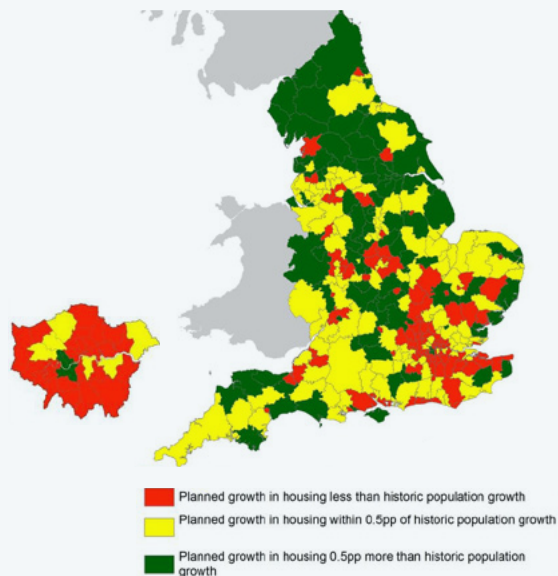 Planned growth in housing less than historic population growth
Planned growth in housing within 0.5pp of historic population growth
Planned growth in housing 0.5pp more than historic population
growth